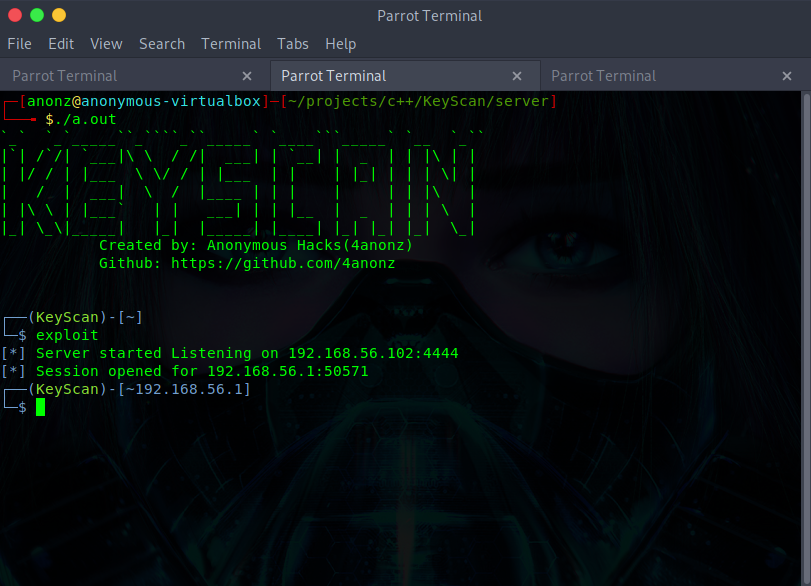 Parrot Terminal
File Edit View Search Terminal Tabs Help
Parrot Terminal Parrot Terminal Parrot Terminal
┌─[anonz@anonymous-virtualbox]─[~/projects/c++/KeyScan/server]
└──╼ $./a.out
KEYSCAN
Created by: Anonymous Hacks(4anonz)
Github: https://github.com/4anonz
┌──(KeyScan)-[~]
└─$ exploit
[*] Server started Listening on 192.168.56.102:4444
[*] Session opened for 192.168.56.1:50571
┌──(KeyScan)-[~192.168.56.1]
└─$